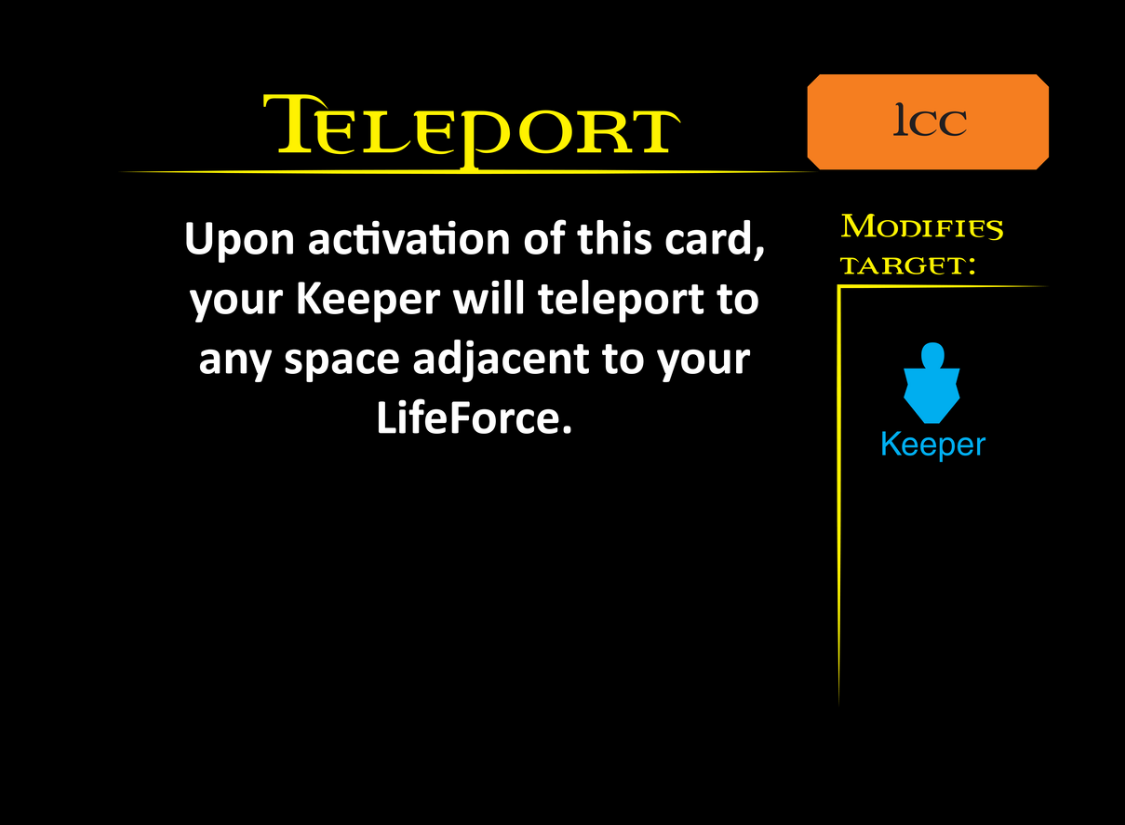 Teleport
1cc
Upon activation of this card,
your Keeper will teleport to
any space adjacent to your
LifeForce.
Modifies
target:
Keeper